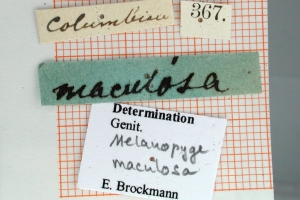 Columbien
367.
maculosa
Determination
Genit.
Melanopyge
maculosa
E. Brockmann